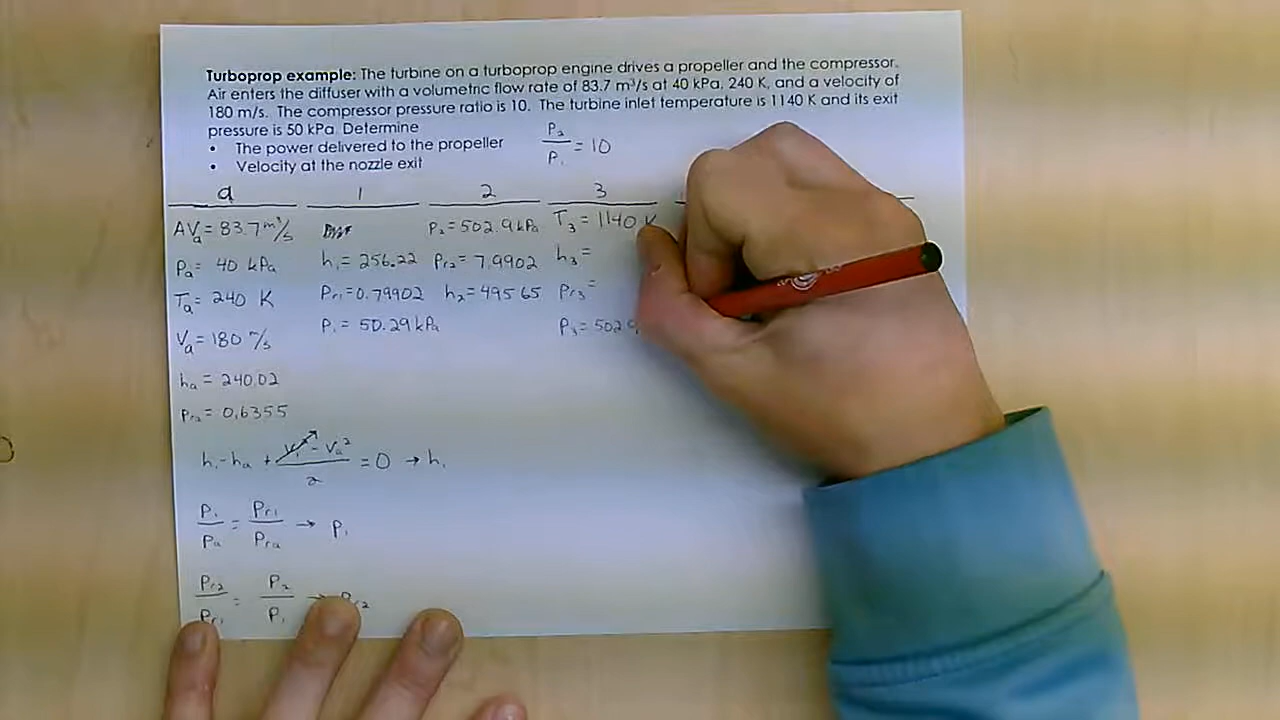 Turboprop example: The turbine on a turboprop engine drives a propeller and the compressor.
Air enters the diffuser with a volumetric flow rate of 83.7 m³/s at 40 kPa, 240 K, and a velocity of
180 m/s. The compressor pressure ratio is 10. The turbine inlet temperature is 1140 K and its exit
pressure is 50 kPa. Determine
• The power delivered to the propeller
• Velocity at the nozzle exit
P₂/P₁ = 10
a
AVₐ = 83.7 m³/s
Pₐ = 40 kPa
Tₐ = 240 K
Vₐ = 180 m/s
hₐ = 240.02
Prₐ = 0.6355
1
h₁ = 256.22
Pr₁ = 0.79902
P₁ = 50.29 kPa
2
P₂ = 502.9 kPa
Pr₂ = 7.9902
h₂ = 495.65
3
T₃ = 1140 K
h₃ =
Pr₃ =
P₃ = 502.9
h₁ - hₐ + (V₁² - Vₐ²)/2 = 0 → h₁
P₁/Pₐ = Pr₁/Prₐ → P₁
Pr₂/Pr₁ = P₂/P₁ → Pr₂